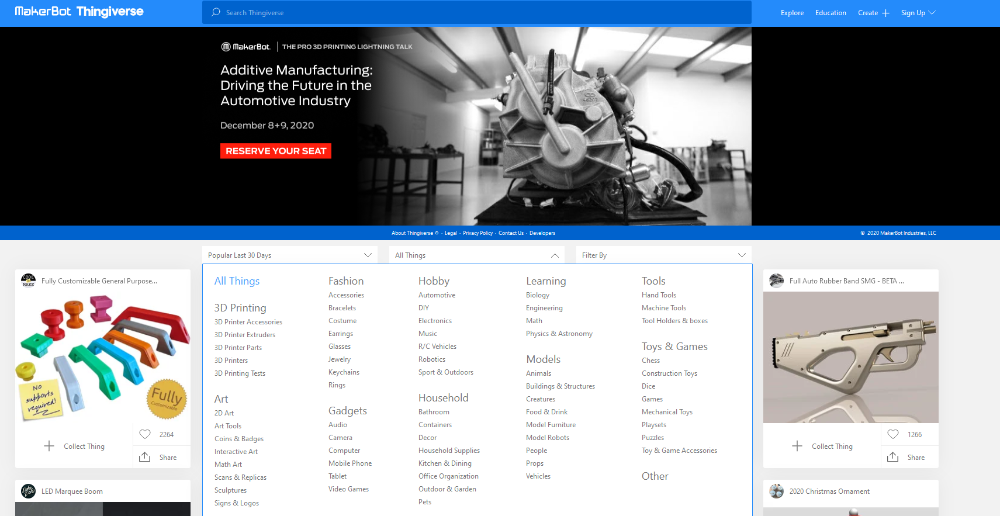 MakerBot Thingiverse
Search Thingiverse
Explore
Education
Create
Sign Up
MakerBot | THE PRO 3D PRINTING LIGHTNING TALK
Additive Manufacturing:
Driving the Future in the
Automotive Industry
December 8+9, 2020
RESERVE YOUR SEAT
About Thingiverse ® · Legal · Privacy Policy · Contact Us · Developers
© 2020 MakerBot Industries, LLC
Popular Last 30 Days
All Things
Filter By
CODE
MAKE
Fully Customizable General Purpose...
No
supports
required!
Fully
Customizable
Collect Thing
2264
Share
LED Marquee Boom
All Things
3D Printing
3D Printer Accessories
3D Printer Extruders
3D Printer Parts
3D Printers
3D Printing Tests
Art
2D Art
Art Tools
Coins & Badges
Interactive Art
Math Art
Scans & Replicas
Sculptures
Signs & Logos
Fashion
Accessories
Bracelets
Costume
Earrings
Glasses
Jewelry
Keychains
Rings
Gadgets
Audio
Camera
Computer
Mobile Phone
Tablet
Video Games
Hobby
Automotive
DIY
Electronics
Music
R/C Vehicles
Robotics
Sport & Outdoors
Household
Bathroom
Containers
Decor
Household Supplies
Kitchen & Dining
Office Organization
Outdoor & Garden
Pets
Learning
Biology
Engineering
Math
Physics & Astronomy
Models
Animals
Buildings & Structures
Creatures
Food & Drink
Model Furniture
Model Robots
People
Props
Vehicles
Tools
Hand Tools
Machine Tools
Tool Holders & boxes
Toys & Games
Chess
Construction Toys
Dice
Games
Mechanical Toys
Playsets
Puzzles
Toy & Game Accessories
Other
Full Auto Rubber Band SMG - BETA ...
Collect Thing
1266
Share
2020 Christmas Ornament